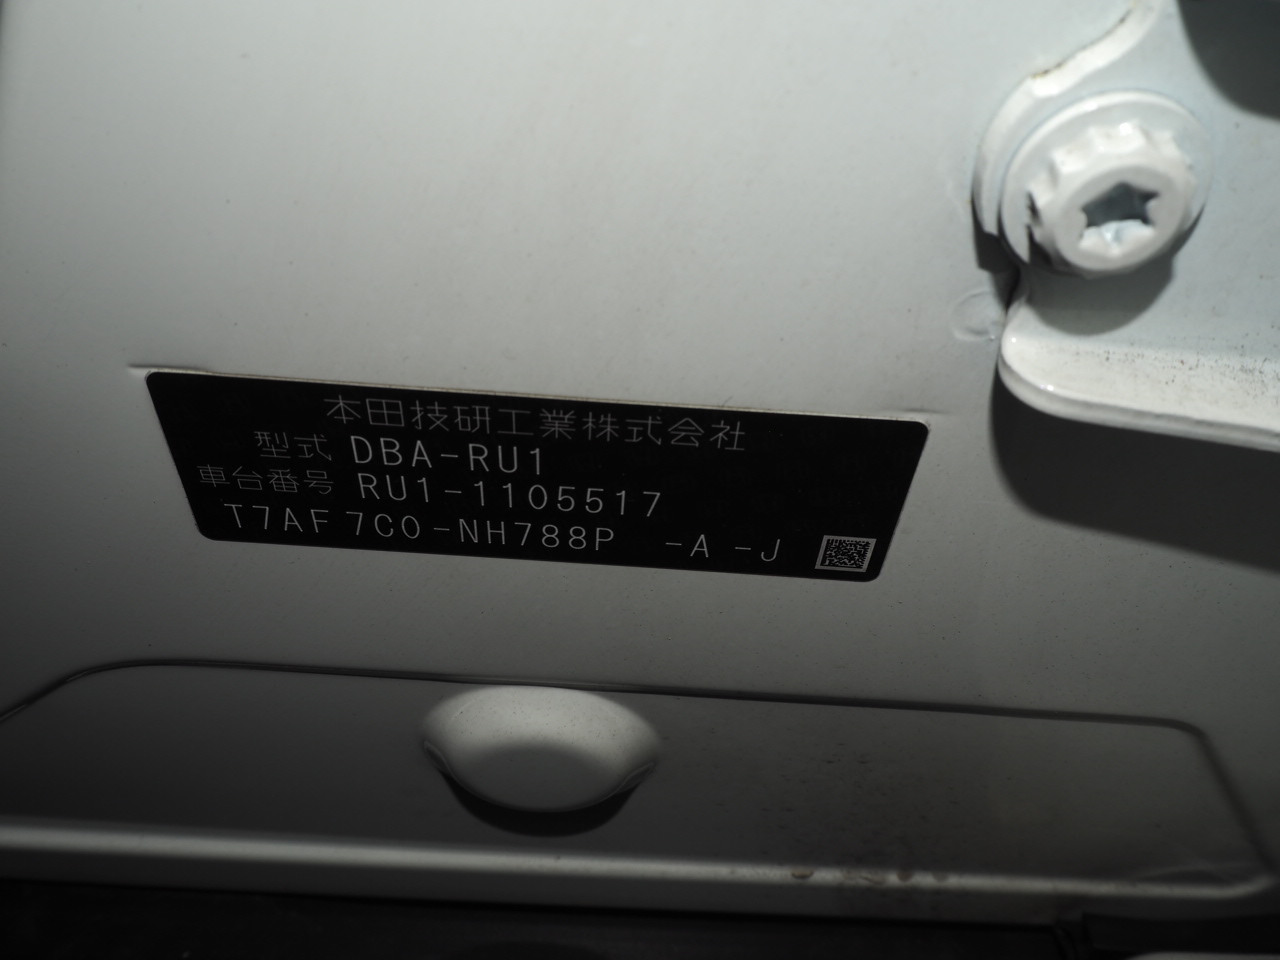 本田技研工業株式会社
型式 DBA-RU1
車台番号 RU1-1105517
T7AF7C0-NH788P -A -J